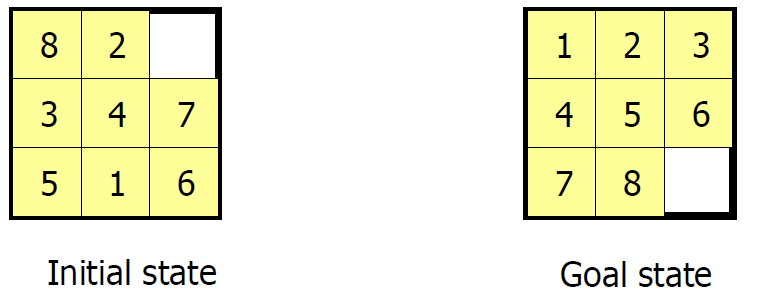 8 2
3 4 7
5 1 6
Initial state
1 2 3
4 5 6
7 8
Goal state